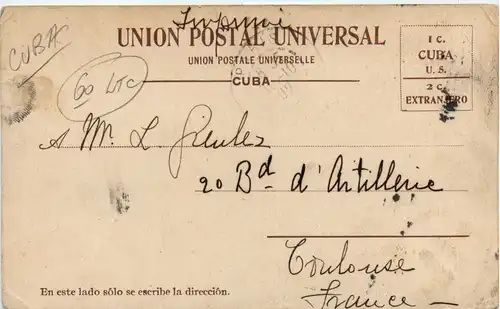 Imprimé
UNION POSTAL UNIVERSAL
UNION POSTALE UNIVERSELLE
CUBA
1 C.
CUBA
U. S.
2 C.
EXTRANJERO
CUBA
60 LTC
A Mr. L.
20 Bd d'Artillerie
Toulouse
France
En este lado sólo se escribe la dirección.